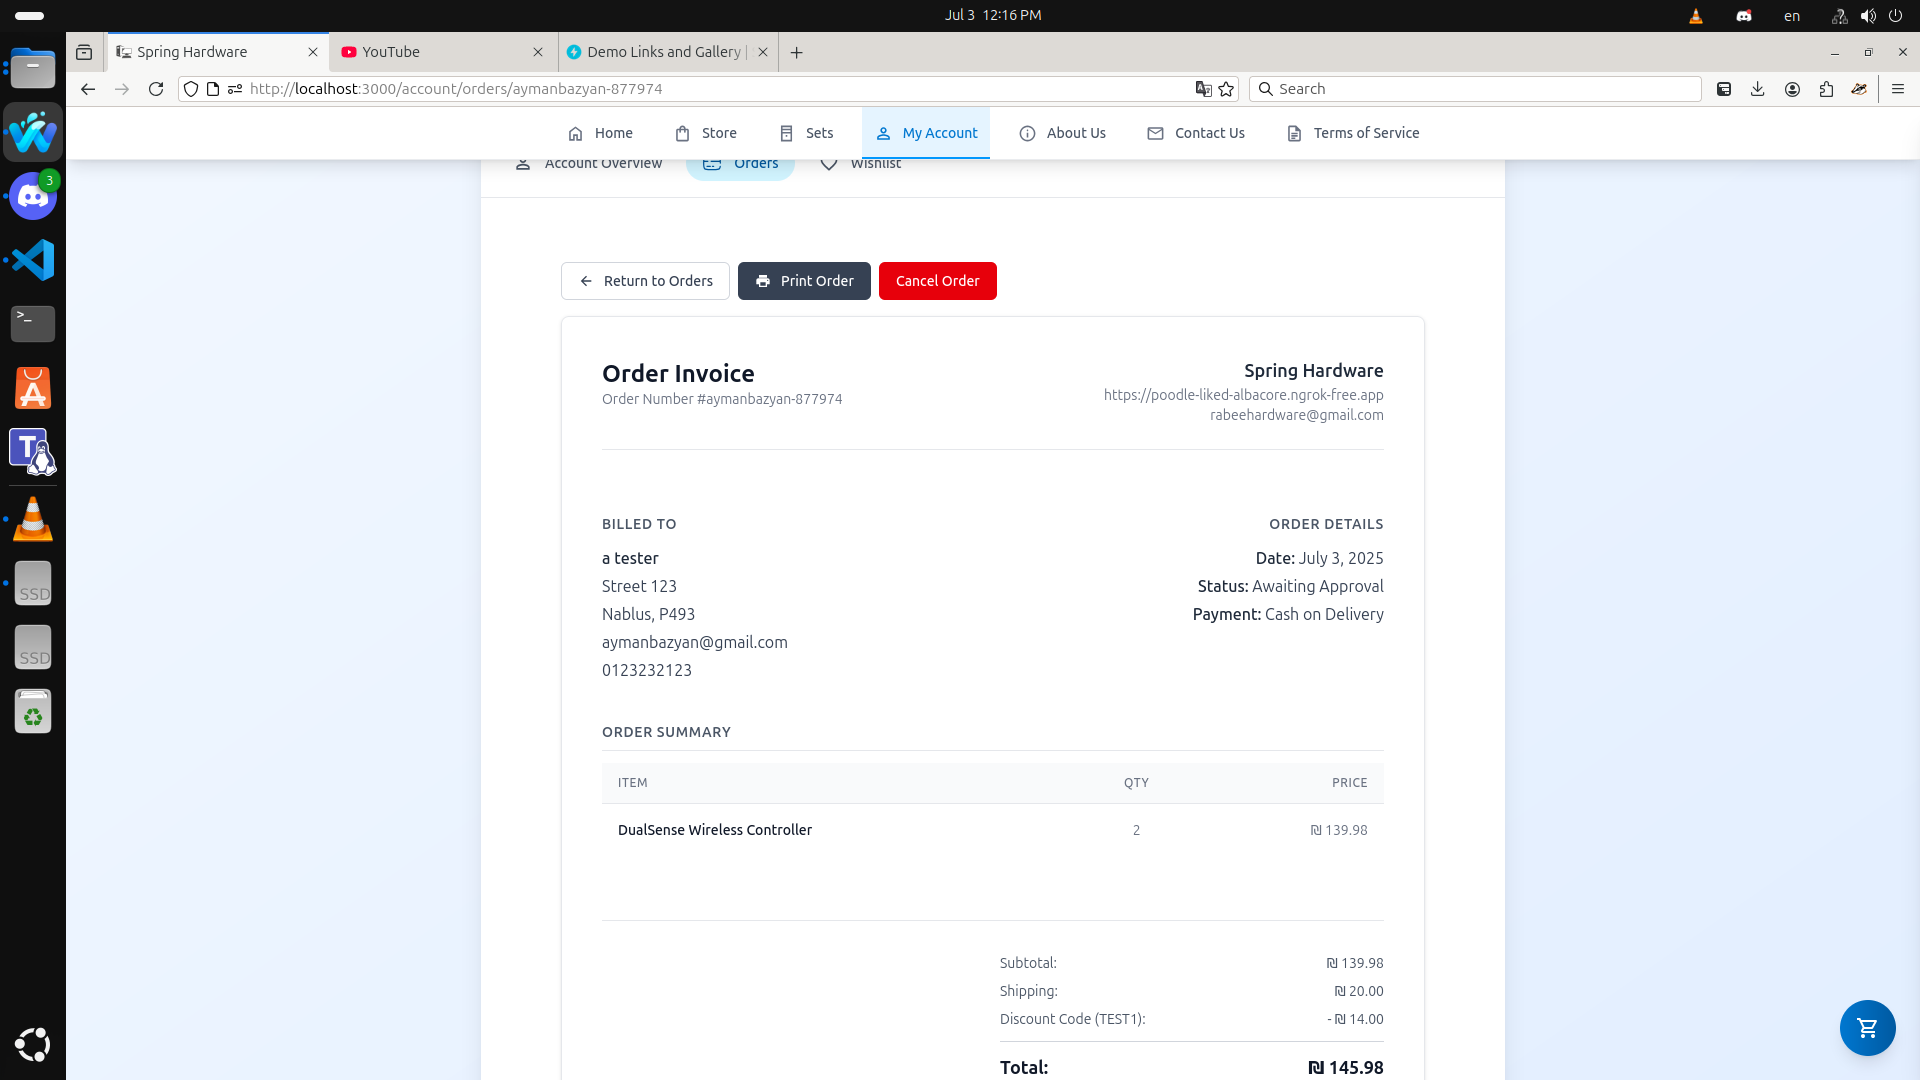 Jul 3 12:16 PM
en
Spring Hardware
YouTube
Demo Links and Gallery |
http://localhost:3000/account/orders/aymanbazyan-877974
Search
3
Home
Store
Sets
My Account
About Us
Contact Us
Terms of Service
Account Overview
Orders
Wishlist
Return to Orders
Print Order
Cancel Order
Order Invoice
Order Number #aymanbazyan-877974
Spring Hardware
https://poodle-liked-albacore.ngrok-free.app
rabeehardware@gmail.com
BILLED TO
a tester
Street 123
Nablus, P493
aymanbazyan@gmail.com
0123232123
ORDER DETAILS
Date: July 3, 2025
Status: Awaiting Approval
Payment: Cash on Delivery
ORDER SUMMARY
ITEM QTY PRICE
DualSense Wireless Controller 2 ₪ 139.98
Subtotal: ₪ 139.98
Shipping: ₪ 20.00
Discount Code (TEST1): - ₪ 14.00
Total: ₪ 145.98
>_
A
T
SSD
SSD